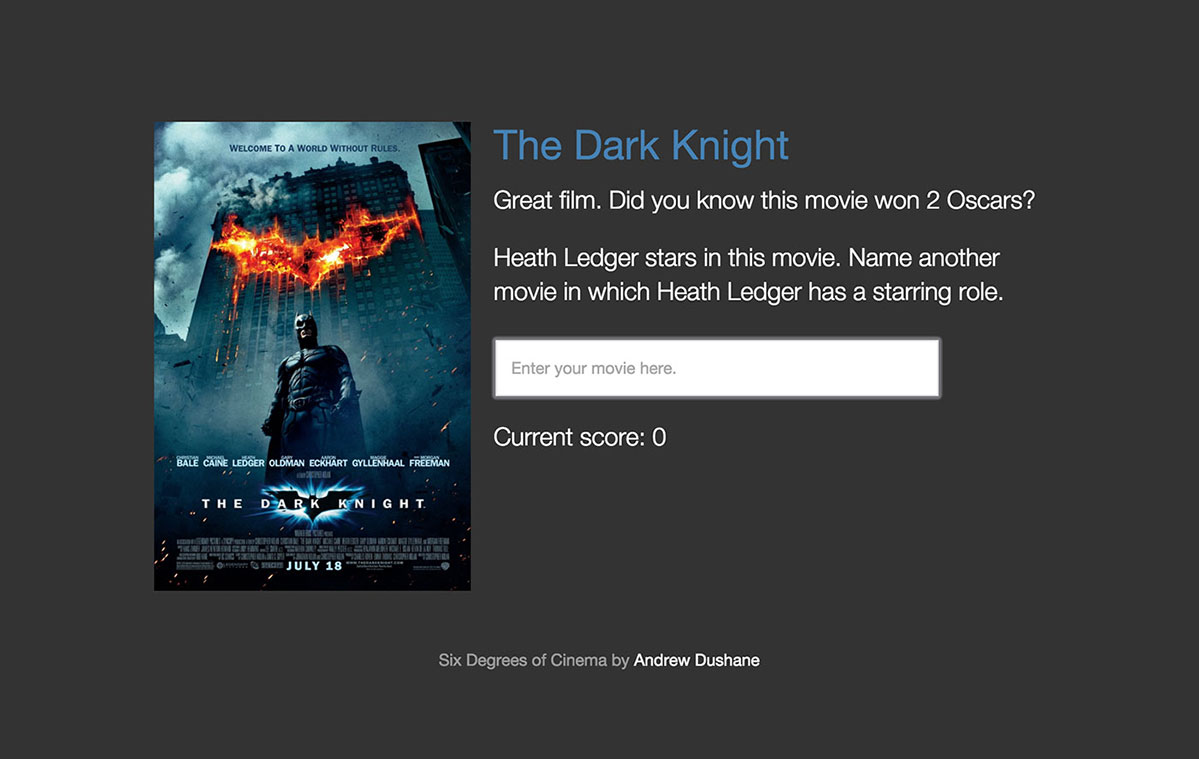 WELCOME TO A WORLD WITHOUT RULES.
CHRISTIAN BALE MICHAEL CAINE HEATH LEDGER GARY OLDMAN AARON ECKHART MAGGIE GYLLENHAAL AND MORGAN FREEMAN
THE DARK KNIGHT
JULY 18
The Dark Knight
Great film. Did you know this movie won 2 Oscars?
Heath Ledger stars in this movie. Name another
movie in which Heath Ledger has a starring role.
Enter your movie here.
Current score: 0
Six Degrees of Cinema by Andrew Dushane